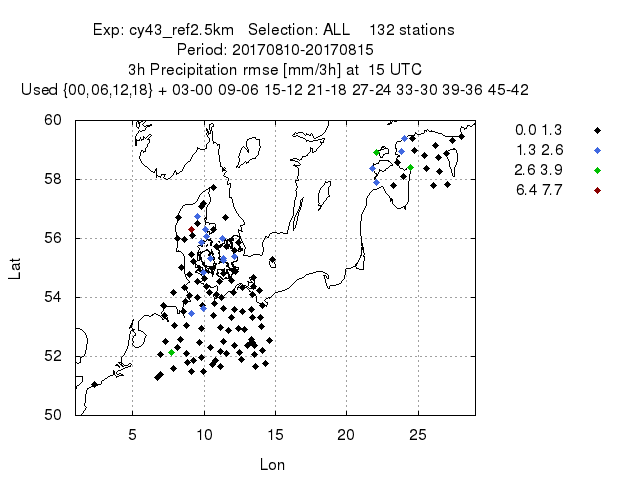 Exp: cy43_ref2.5km Selection: ALL 132 stations
Period: 20170810-20170815
3h Precipitation rmse [mm/3h] at 15 UTC
Used {00,06,12,18} + 03-00 09-06 15-12 21-18 27-24 33-30 39-36 45-42
60
58
56
54
52
50
Lat
5 10 15 20 25
Lon
0.0 1.3
1.3 2.6
2.6 3.9
6.4 7.7